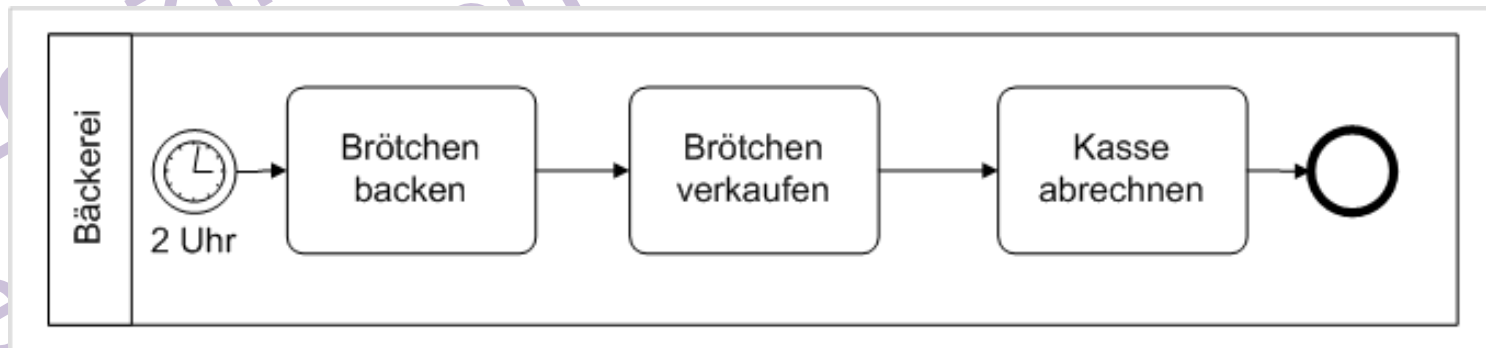 Bäckerei
2 Uhr
Brötchen
backen
Brötchen
verkaufen
Kasse
abrechnen